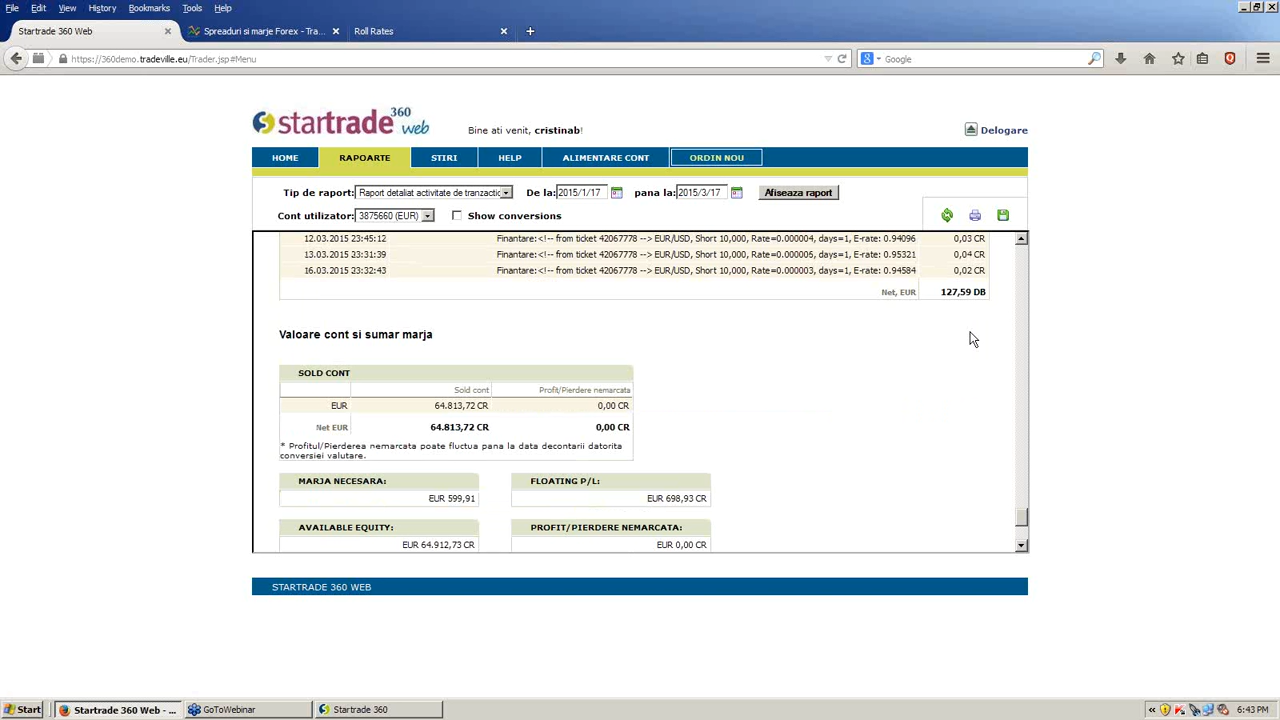 File Edit View History Bookmarks Tools Help
Startrade 360 Web
Spreaduri si marje Forex - Tra...
Roll Rates
https://360demo.tradeville.eu/Trader.jsp#Menu
Google
startrade 360 web
Bine ati venit, cristinab!
Delogare
HOME RAPOARTE STIRI HELP ALIMENTARE CONT ORDIN NOU
Tip de raport: Raport detaliat activitate de tranzactio De la: 2015/1/17 pana la: 2015/3/17 Afiseaza raport
Cont utilizator: 3875660 (EUR) Show conversions
12.03.2015 23:45:12 Finantare:<!-- from ticket 42067778 --> EUR/USD, Short 10,000, Rate=0.000004, days=1, E-rate: 0.94096 0,03 CR
13.03.2015 23:31:39 Finantare:<!-- from ticket 42067778 --> EUR/USD, Short 10,000, Rate=0.000005, days=1, E-rate: 0.95321 0,04 CR
16.03.2015 23:32:43 Finantare:<!-- from ticket 42067778 --> EUR/USD, Short 10,000, Rate=0.000003, days=1, E-rate: 0.94584 0,02 CR
Net, EUR 127,59 DB
Valoare cont si sumar marja
SOLD CONT
Sold cont Profit/Pierdere nemarcata
EUR 64.813,72 CR 0,00 CR
Net EUR 64.813,72 CR 0,00 CR
* Profitul/Pierderea nemarcata poate fluctua pana la data decontarii datorita
conversiei valutare.
MARJA NECESARA: FLOATING P/L:
EUR 599,91 EUR 698,93 CR
AVAILABLE EQUITY: PROFIT/PIERDERE NEMARCATA:
EUR 64.912,73 CR EUR 0,00 CR
STARTRADE 360 WEB
Start Startrade 360 Web - ... GoToWebinar Startrade 360 6:43 PM